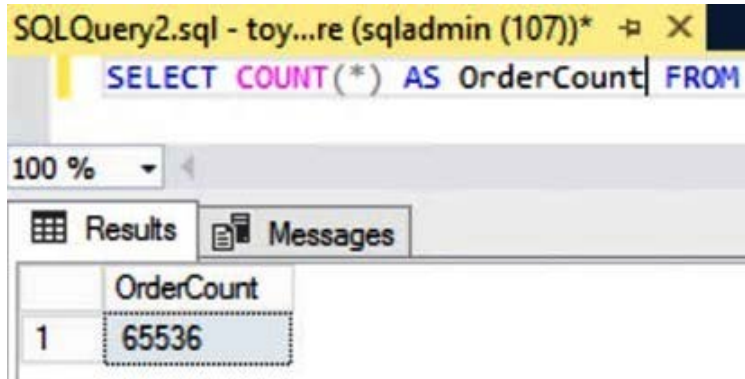 SQLQuery2.sql - toy...re (sqladmin (107))*
SELECT COUNT(*) AS OrderCount FROM
100 %
Results Messages
OrderCount
1 65536